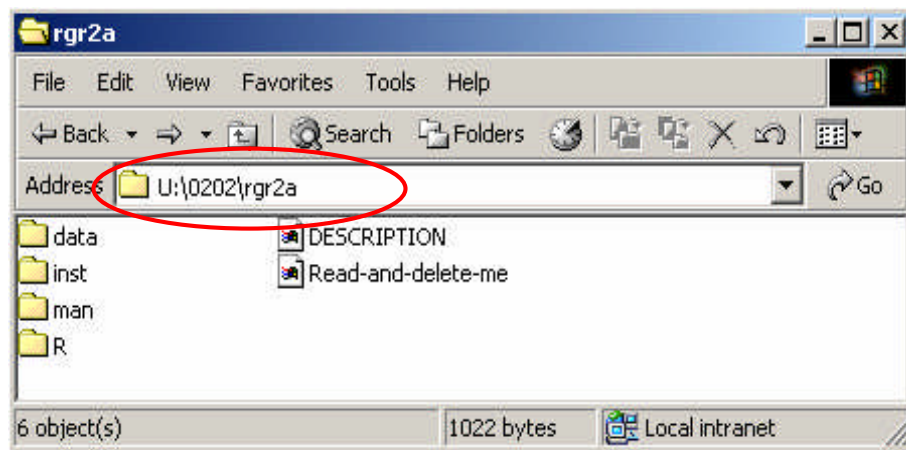 rgr2a
File Edit View Favorites Tools Help
Back Search Folders
Address U:\0202\rgr2a Go
data DESCRIPTION
inst Read-and-delete-me
man
R
6 object(s) 1022 bytes Local intranet